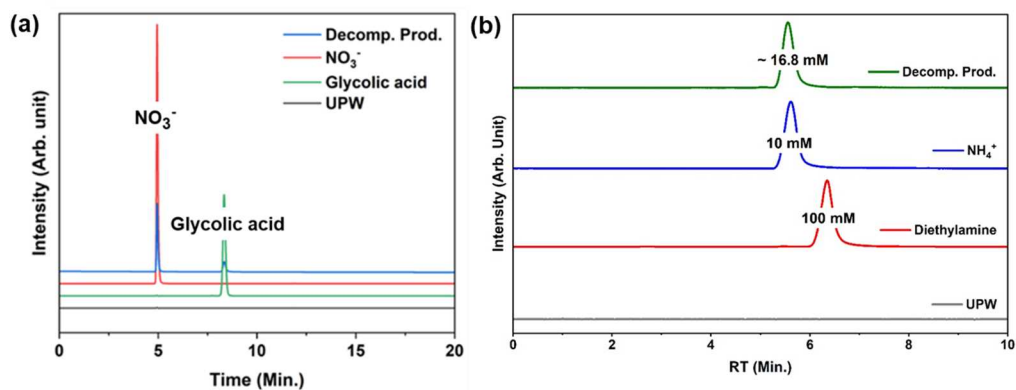 (a)
Decomp. Prod.
NO₃⁻
Glycolic acid
UPW
NO₃⁻
Glycolic acid
Intensity (Arb. unit)
0 5 10 15 20
Time (Min.)
(b)
~ 16.8 mM
Decomp. Prod.
10 mM
NH₄⁺
100 mM
Diethylamine
UPW
Intensity (Arb. Unit)
0 2 4 6 8 10
RT (Min.)